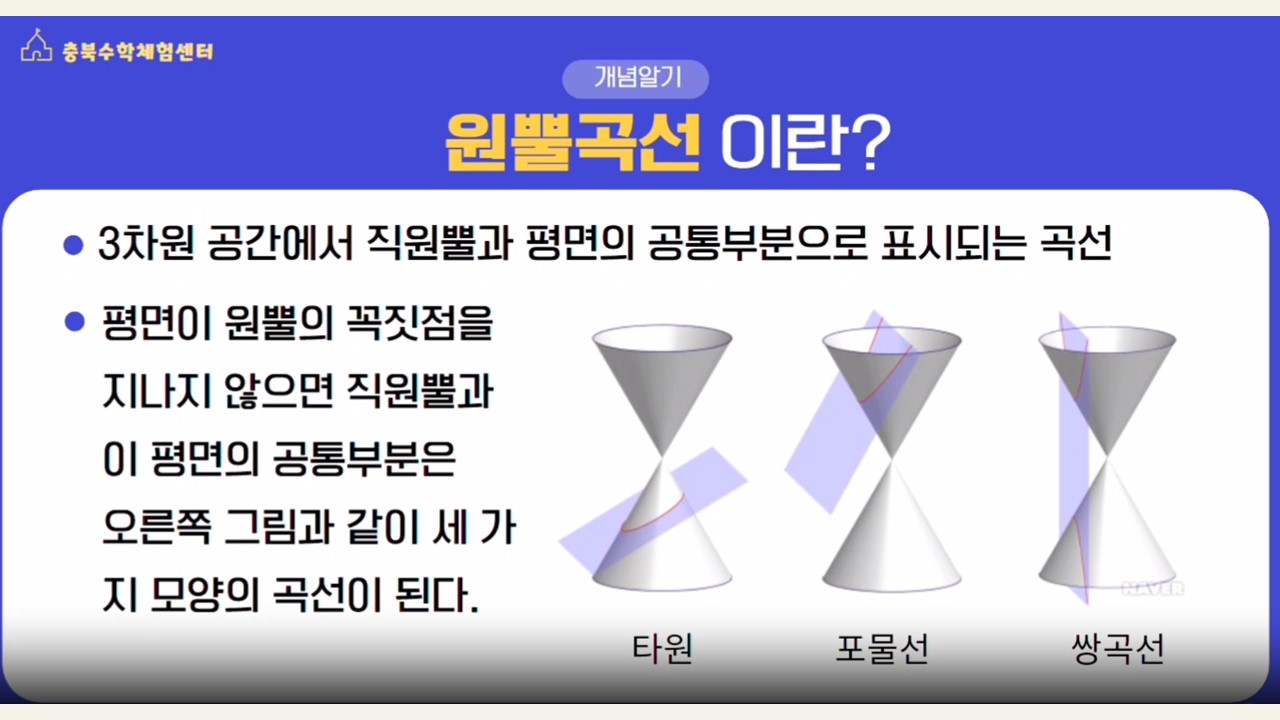 충북수학체험센터
개념알기
원뿔곡선 이란?
3차원 공간에서 직원뿔과 평면의 공통부분으로 표시되는 곡선
평면이 원뿔의 꼭짓점을
지나지 않으면 직원뿔과
이 평면의 공통부분은
오른쪽 그림과 같이 세 가
지 모양의 곡선이 된다.
NAVER
타원
포물선
쌍곡선